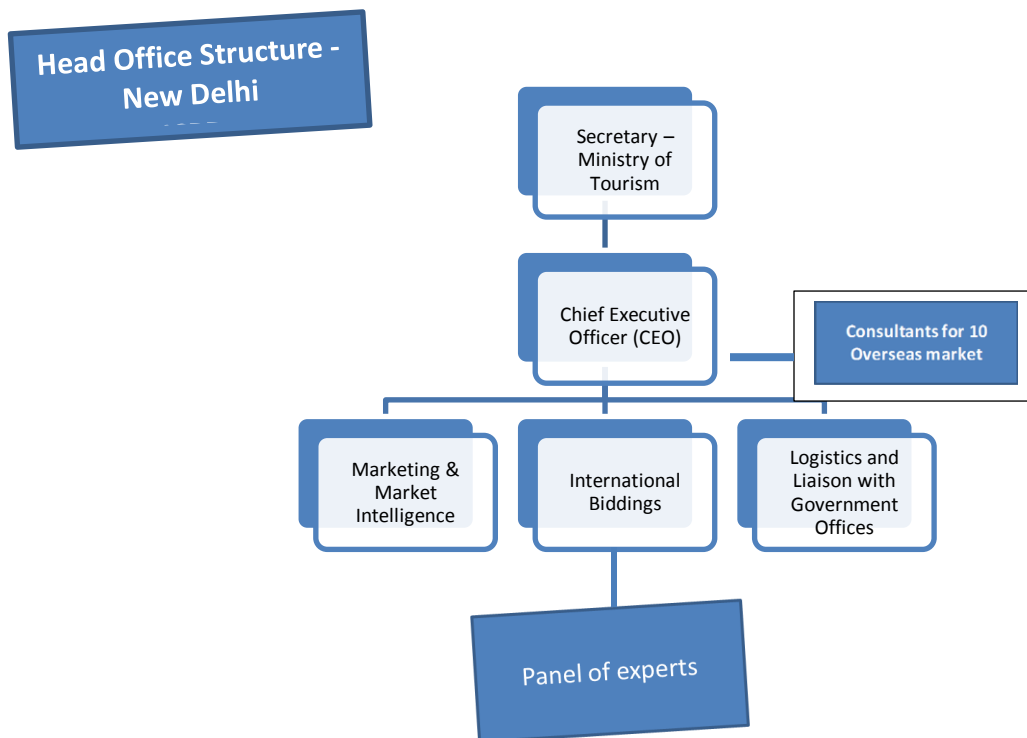 Head Office Structure -
New Delhi
Secretary –
Ministry of
Tourism
Chief Executive
Officer (CEO)
Consultants for 10
Overseas market
Marketing &
Market
Intelligence
International
Biddings
Logistics and
Liaison with
Government
Offices
Panel of experts